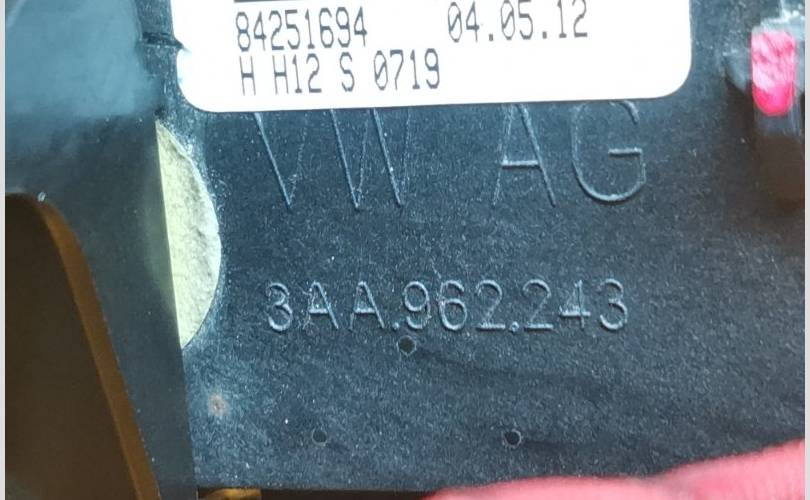 84251694 04.05.12
H H12 S 0719
VW AG
3AA.962.243